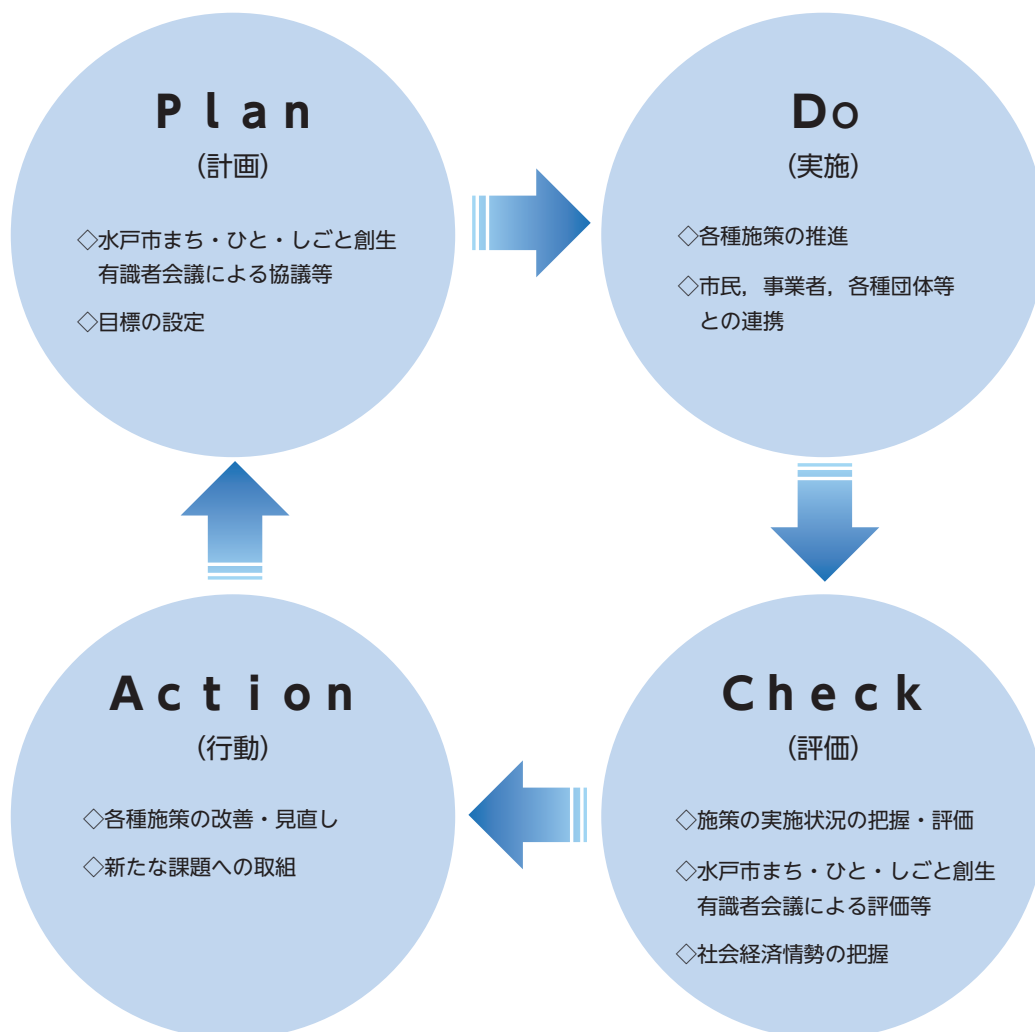 Plan
(計画)
◇水戸市まち・ひと・しごと創生
有識者会議による協議等
◇目標の設定
Do
(実施)
◇各種施策の推進
◇市民，事業者，各種団体等
との連携
Action
(行動)
◇各種施策の改善・見直し
◇新たな課題への取組
Check
(評価)
◇施策の実施状況の把握・評価
◇水戸市まち・ひと・しごと創生
有識者会議による評価等
◇社会経済情勢の把握